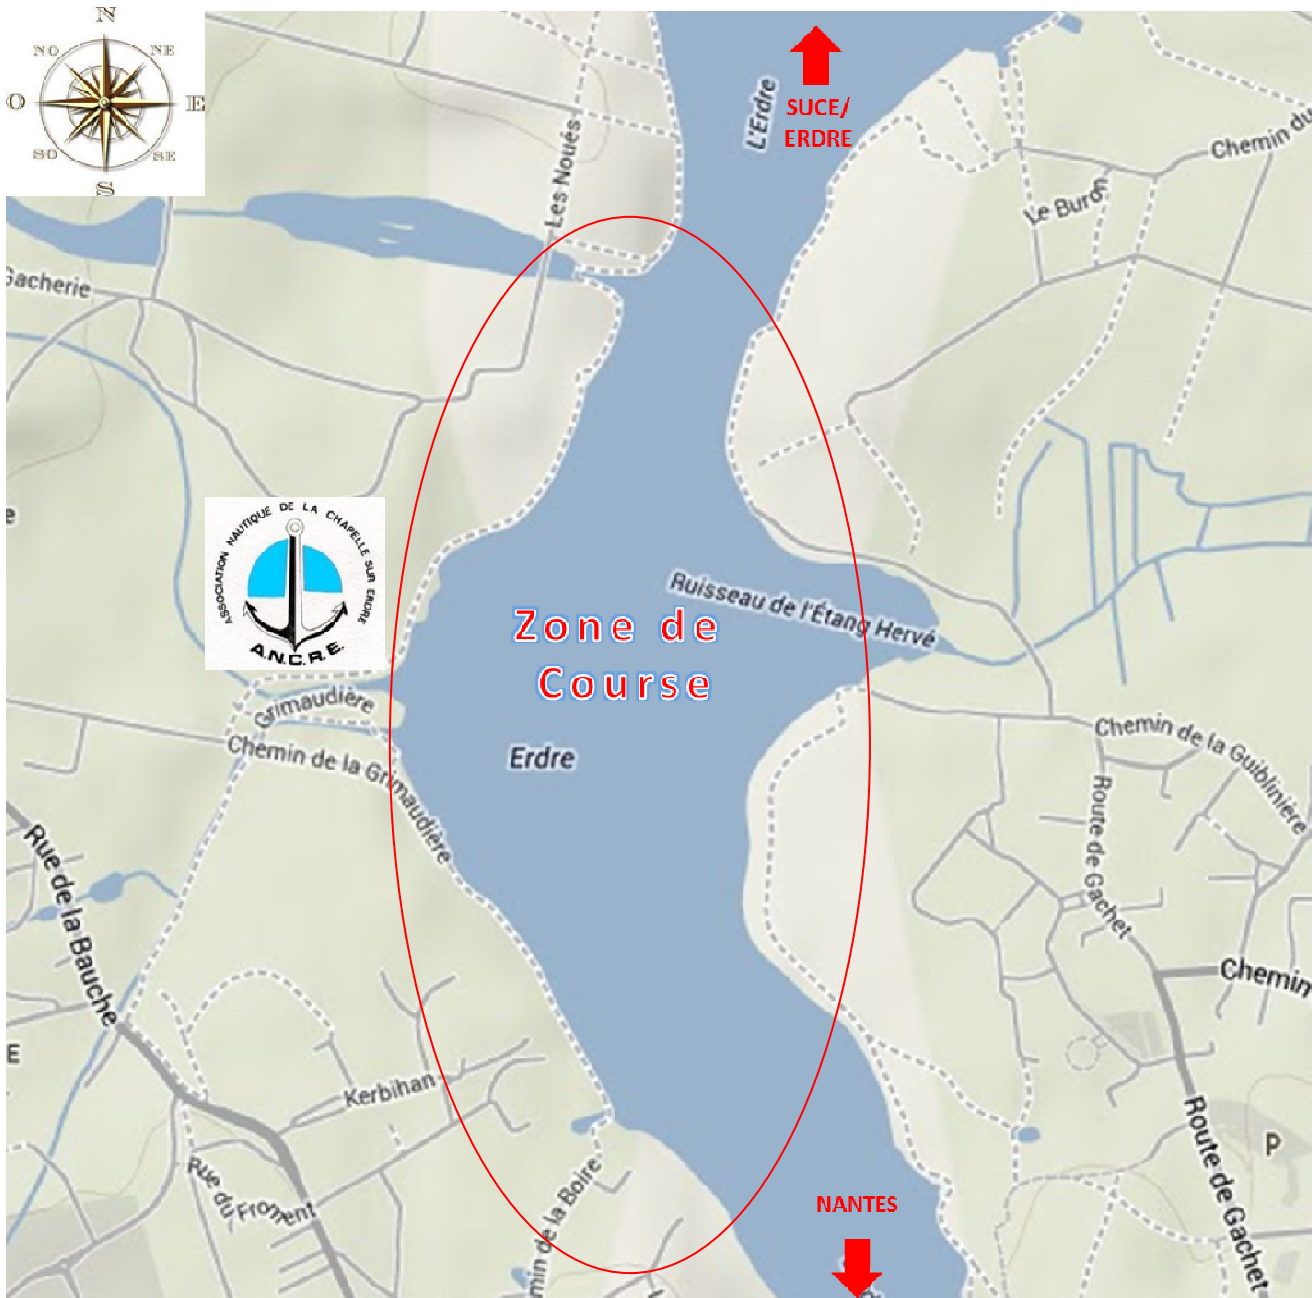 N
NO
NE
O
E
SO
SE
S
SUCE/
ERDRE
L'Erdre
Les Noués
Chemin du
Le Buron
Gacherie
e
ASSOCIATION NAUTIQUE DE LA CHAPELLE SUR ERDRE
A.N.C.R.E.
Ruisseau de l'Étang Hervé
Zone de
Course
Grimaudière
Chemin de la Grimaudière
Erdre
Chemin de la Guiblinière
Route de Gachet
Rue de la Bauche
Chemin
E
Kerbihan
Route de Gachet
P
Rue du Froment
min de la Boire
NANTES